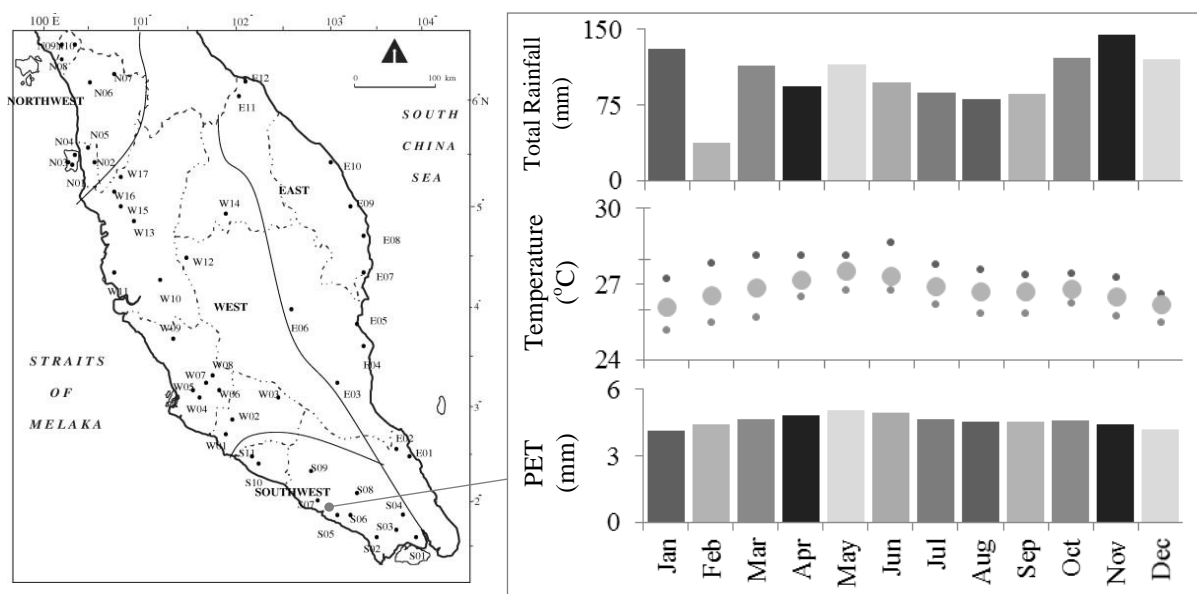 100 E 101 102 103 104
N09 N10
N08
N07
N06
NORTHWEST
E12
E11
6 N
0 100 km
SOUTH
CHINA
SEA
N05
N04
N03
N02
N01
W17
W16
W15
W13
W14
EAST
E10
E09
E08
E07
5
W12
W11
W10
WEST
W09
E06
E05
E04
4
STRAITS
OF
MELAKA
W08
W07
W05
W06
W04
W03
E03
3
W02
W01
S11
S10
S09
E02
E01
SOUTHWEST
S08
S07
S06
S05
S04
S03
S02
S01
2
Total Rainfall
(mm)
150
75
0
Temperature
(°C)
30
27
24
PET
(mm)
6
3
0
Jan Feb Mar Apr May Jun Jul Aug Sep Oct Nov Dec